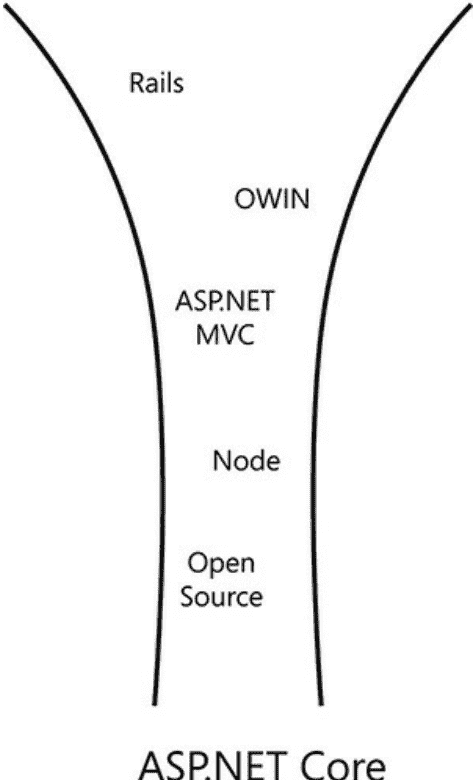 Rails
OWIN
ASP.NET
MVC
Node
Open
Source
ASP.NET Core